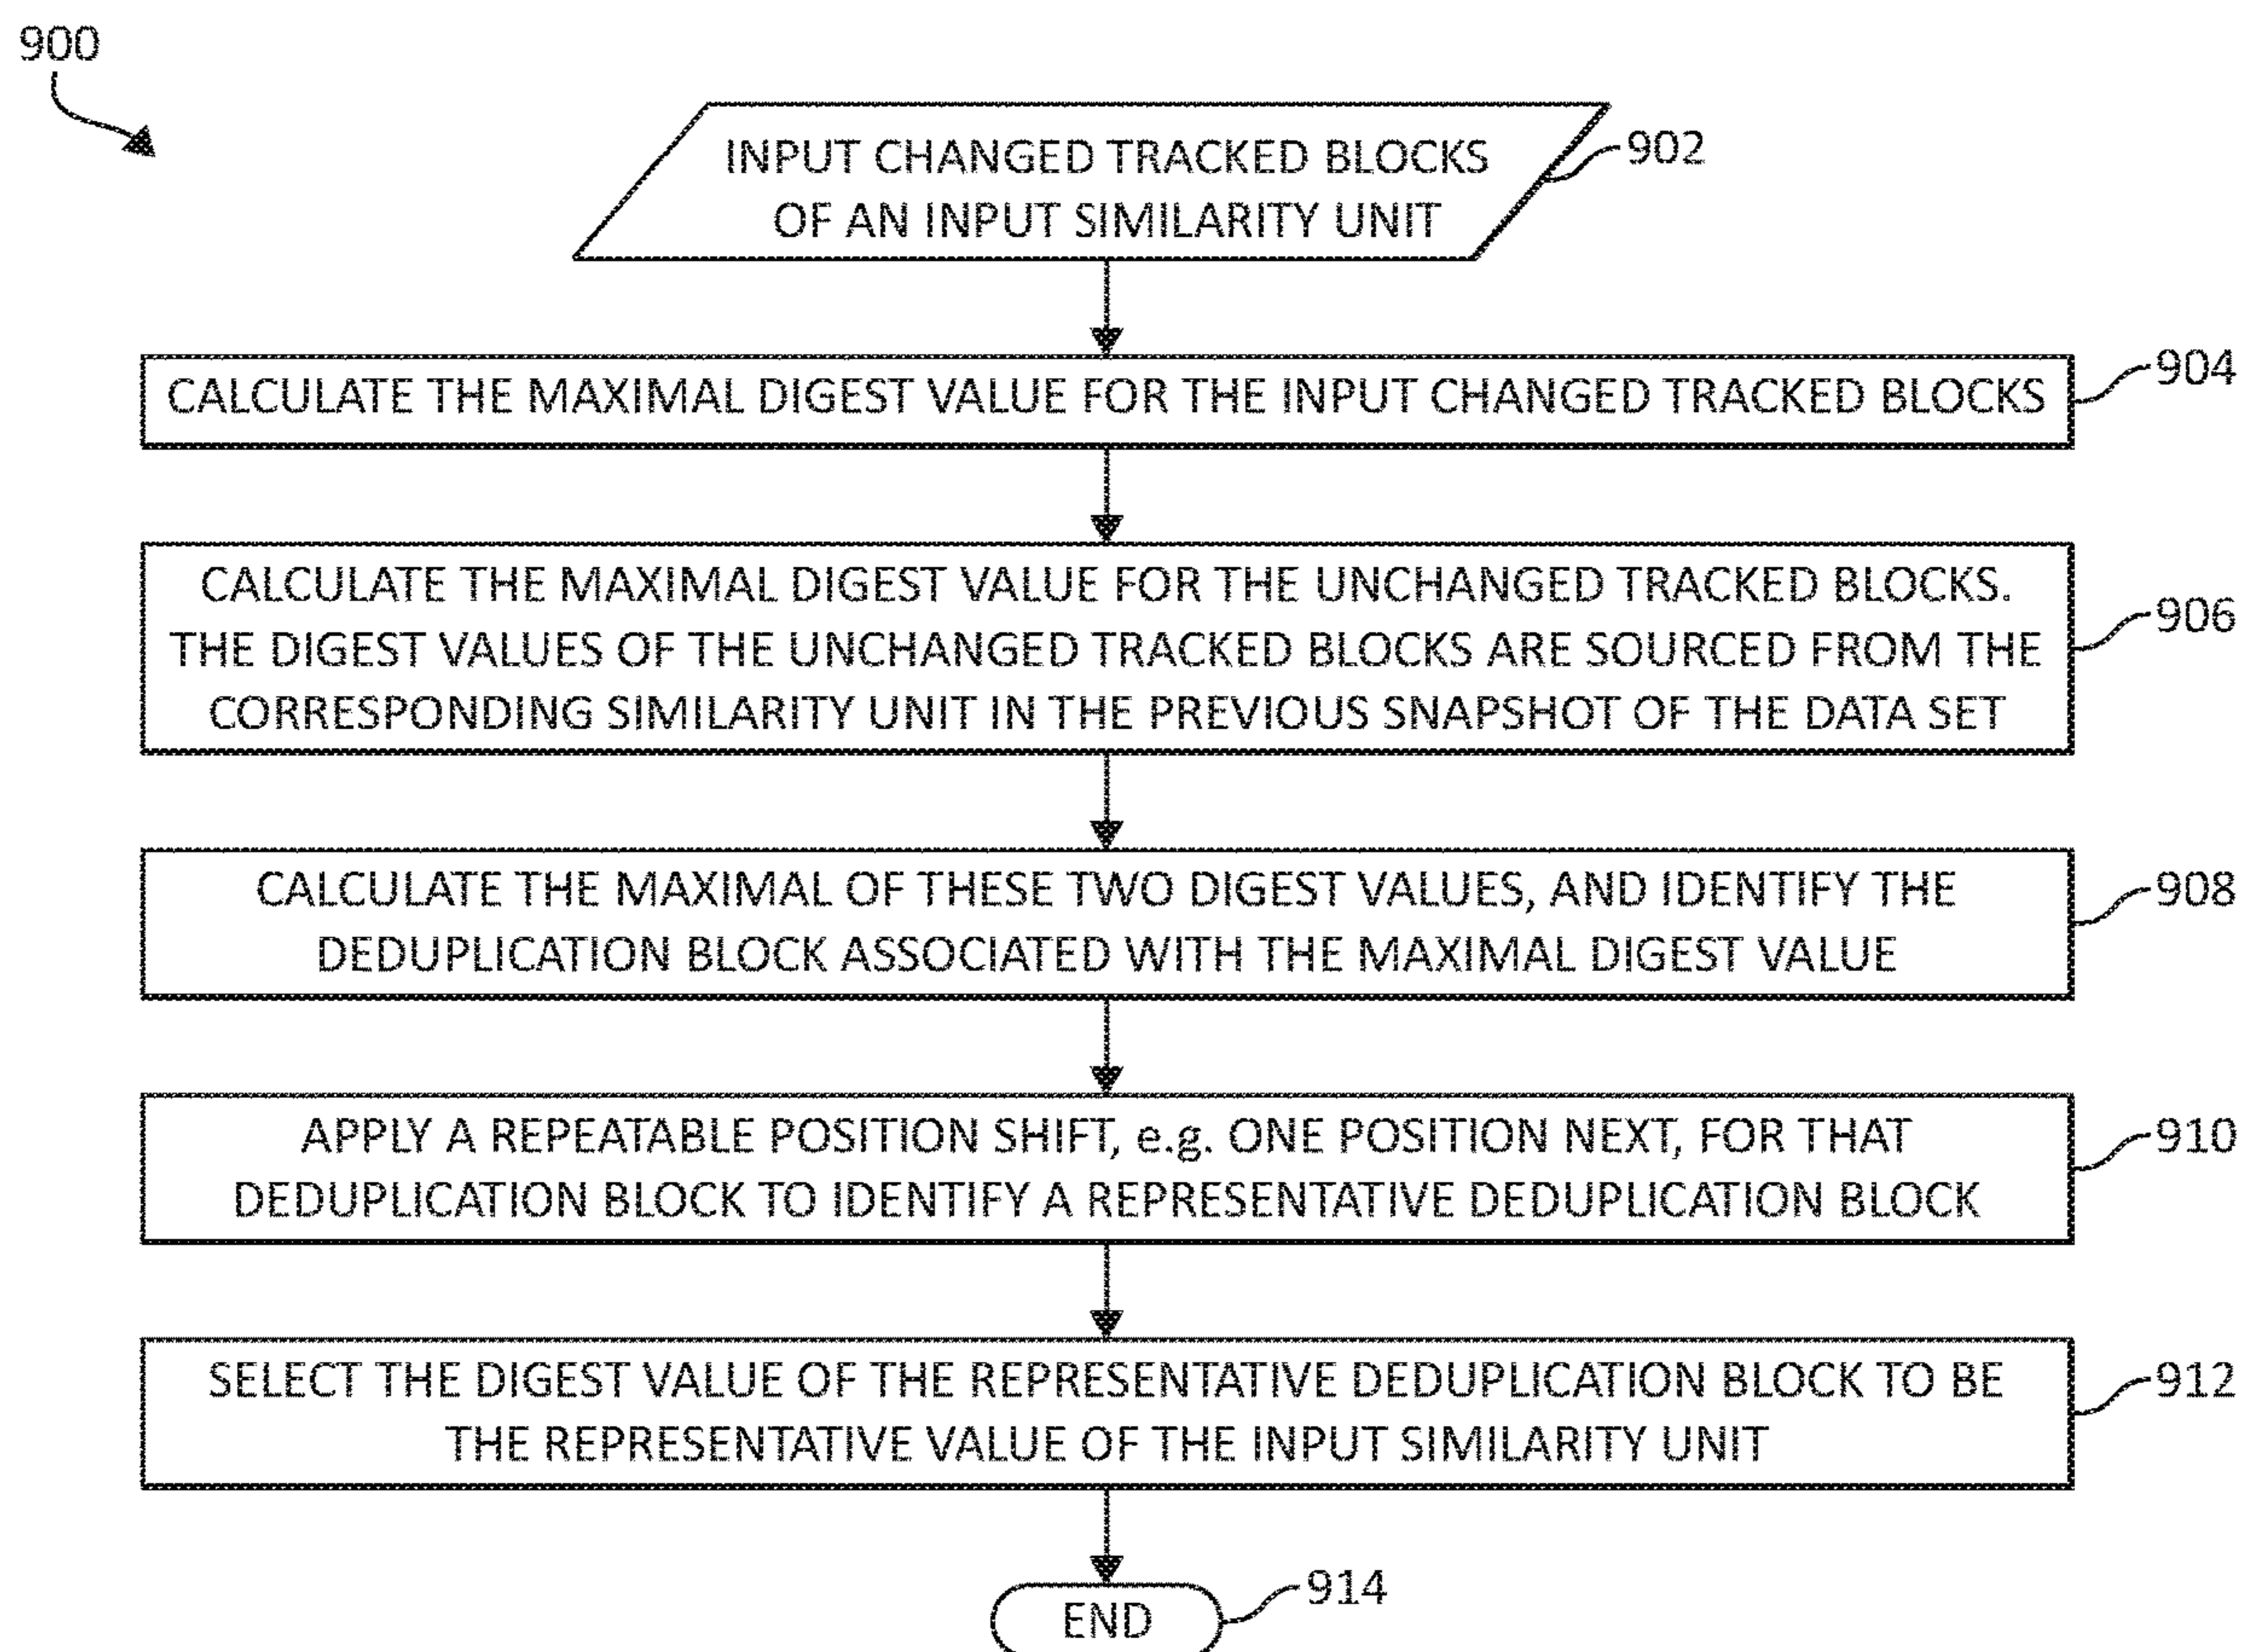 900
INPUT CHANGED TRACKED BLOCKS
OF AN INPUT SIMILARITY UNIT
902
CALCULATE THE MAXIMAL DIGEST VALUE FOR THE INPUT CHANGED TRACKED BLOCKS
904
CALCULATE THE MAXIMAL DIGEST VALUE FOR THE UNCHANGED TRACKED BLOCKS.
THE DIGEST VALUES OF THE UNCHANGED TRACKED BLOCKS ARE SOURCED FROM THE
CORRESPONDING SIMILARITY UNIT IN THE PREVIOUS SNAPSHOT OF THE DATA SET
906
CALCULATE THE MAXIMAL OF THESE TWO DIGEST VALUES, AND IDENTIFY THE
DEDUPLICATION BLOCK ASSOCIATED WITH THE MAXIMAL DIGEST VALUE
908
APPLY A REPEATABLE POSITION SHIFT, e.g. ONE POSITION NEXT, FOR THAT
DEDUPLICATION BLOCK TO IDENTIFY A REPRESENTATIVE DEDUPLICATION BLOCK
910
SELECT THE DIGEST VALUE OF THE REPRESENTATIVE DEDUPLICATION BLOCK TO BE
THE REPRESENTATIVE VALUE OF THE INPUT SIMILARITY UNIT
912
END
914